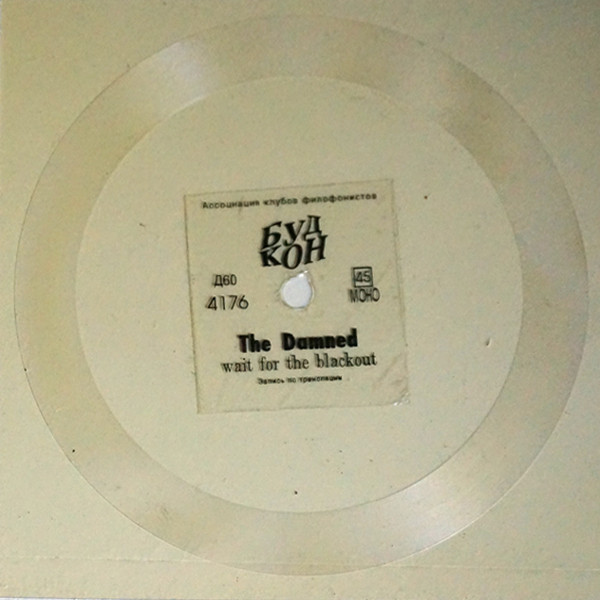 Ассоциация клубов филофонистов
БУД
КОН
Д60
45
4176
МОНО
The Damned
wait for the blackout
Запись по трансляции